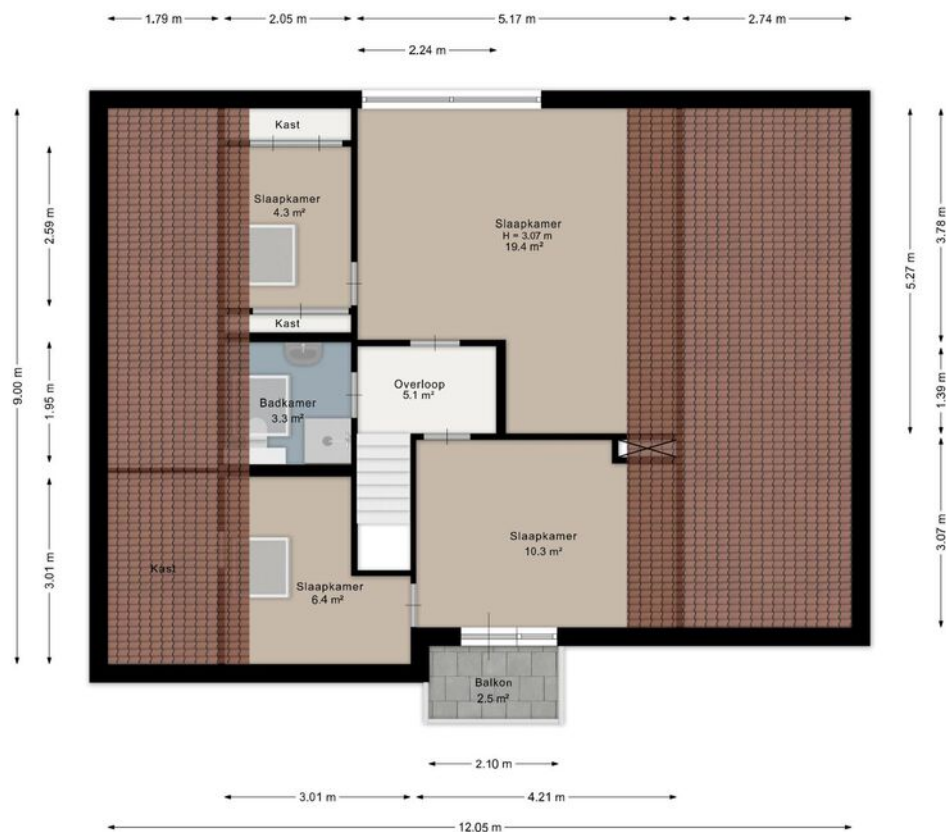 1.79 m
2.05 m
5.17 m
2.74 m
2.24 m
Kast
Slaapkamer
4.3 m²
Kast
Slaapkamer
H = 3.07 m
19.4 m²
Badkamer
3.3 m²
Overloop
5.1 m²
Kast
Slaapkamer
6.4 m²
Slaapkamer
10.3 m²
Balkon
2.5 m²
9.00 m
2.59 m
1.95 m
3.01 m
5.27 m
3.78 m
1.39 m
3.07 m
2.10 m
3.01 m
4.21 m
12.05 m